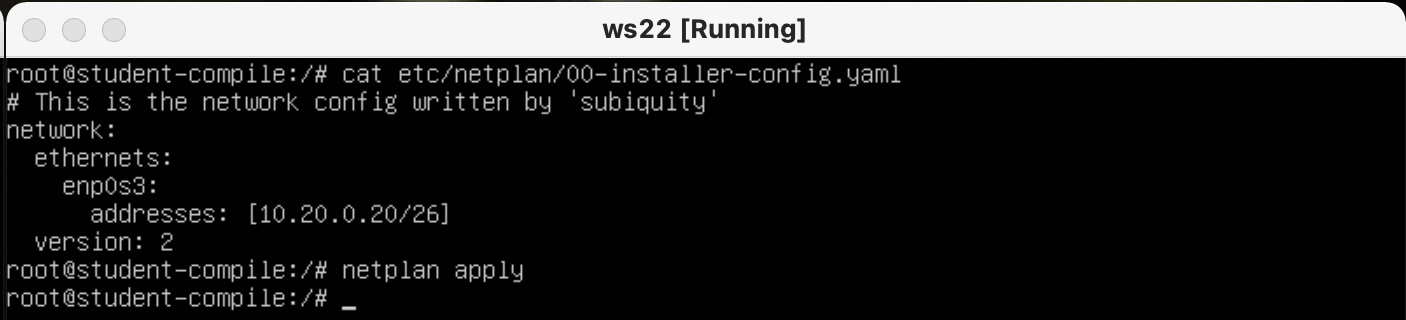 ws22 [Running]
root@student-compile:/# cat etc/netplan/00-installer-config.yaml
# This is the network config written by 'subiquity'
network:
  ethernets:
    enp0s3:
      addresses: [10.20.0.20/26]
  version: 2
root@student-compile:/# netplan apply
root@student-compile:/# _